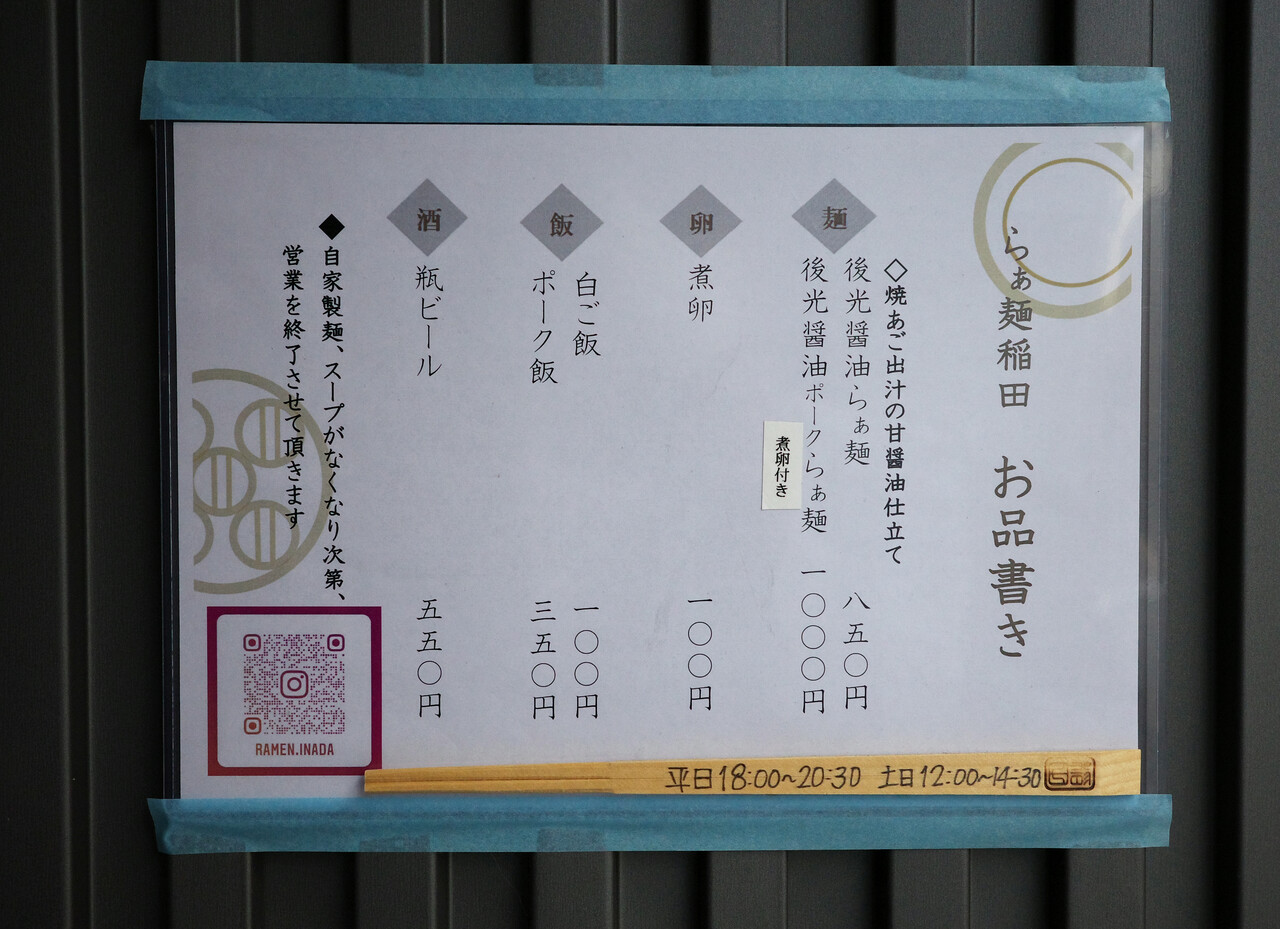 らぁ麺稲田 お品書き
◇焼あご出汁の甘醤油仕立て
麺
後光醤油らぁ麺 八五〇円
後光醤油ポークらぁ麺 一〇〇〇円
煮卵付き
卵
煮卵 一〇〇円
飯
白ご飯 一〇〇円
ポーク飯 三五〇円
酒
瓶ビール 五五〇円
◆自家製麺、スープがなくなり次第、
営業を終了させて頂きます
RAMEN.INADA
平日18:00~20:30 土日12:00~14:30